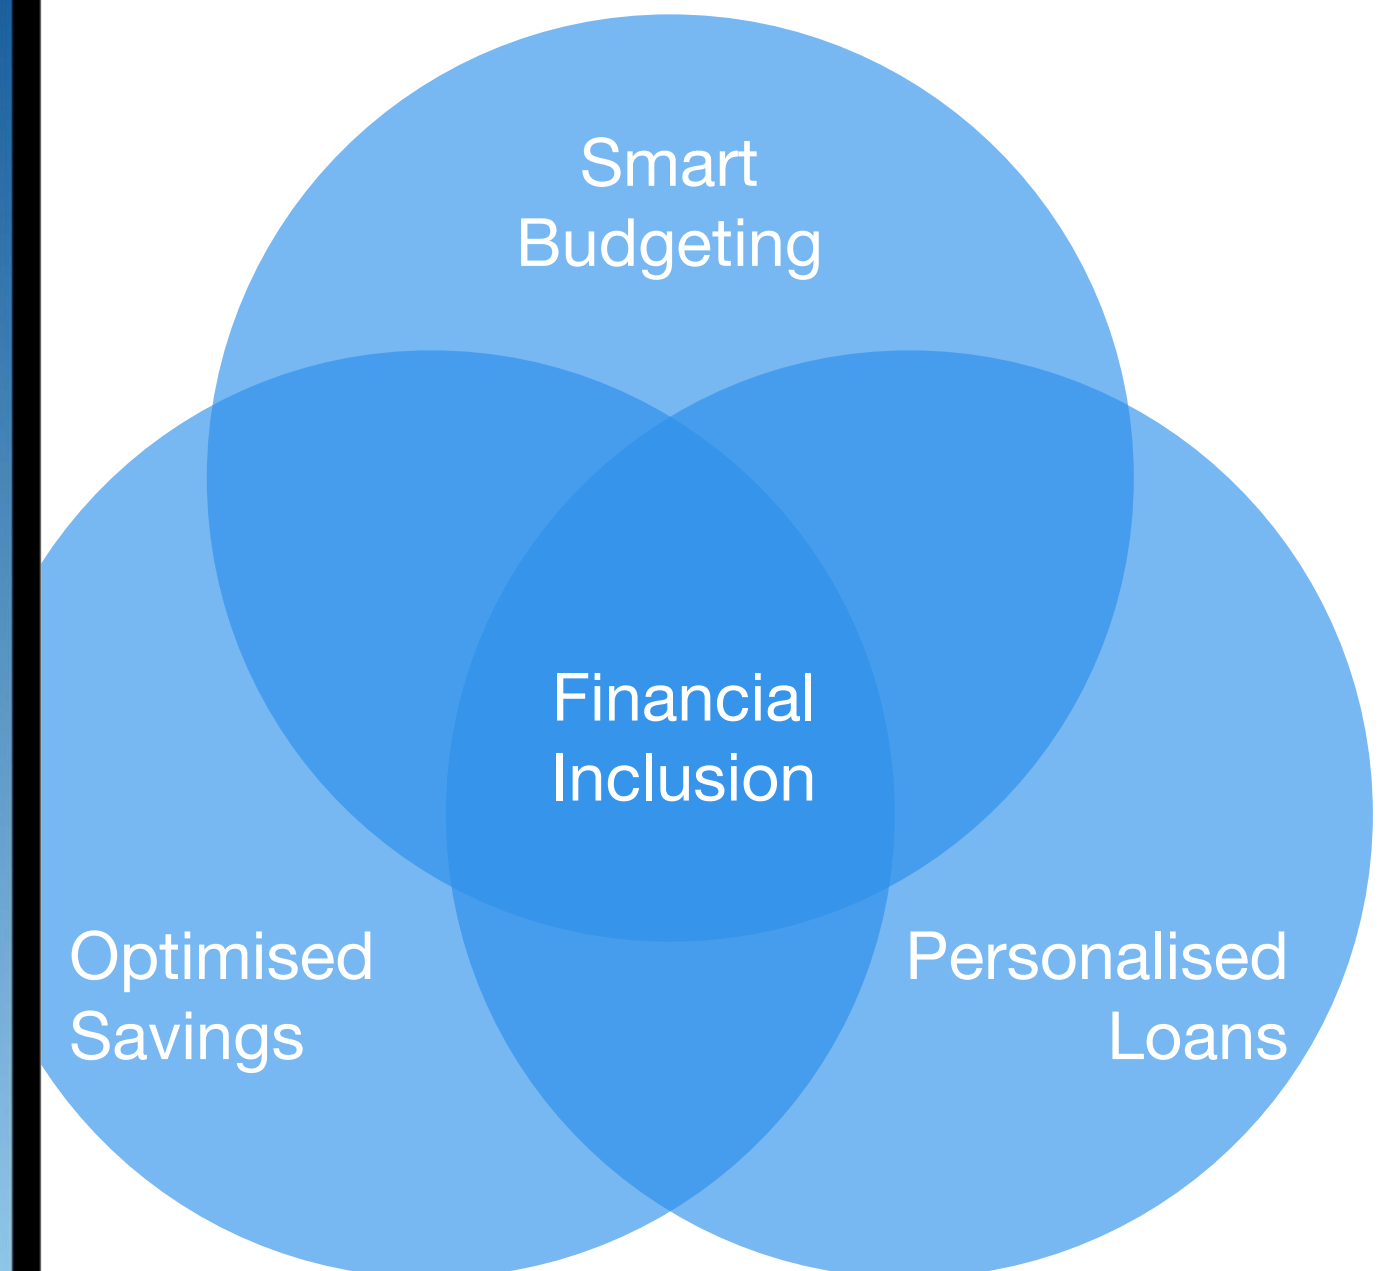 Smart
Budgeting
Financial
Inclusion
Optimised
Savings
Personalised
Loans